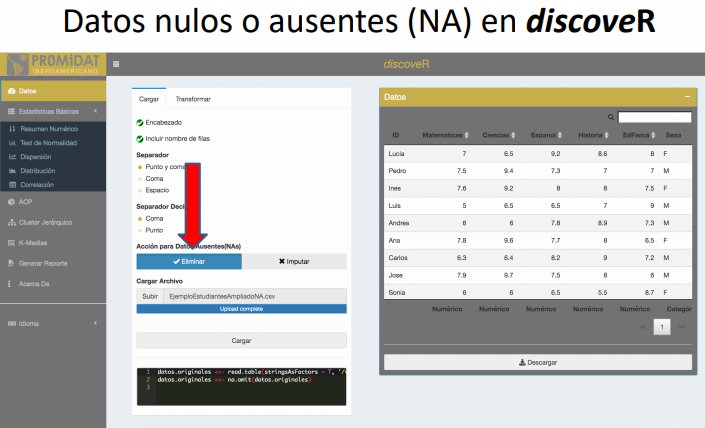 Datos nulos o ausentes (NA) en discoveR
PROMiDAT
IBEROAMERICANO
discoveR
Datos
Estadísticas Básicas
Resumen Numérico
Test de Normalidad
Dispersión
Distribución
Correlación
ACP
Cluster Jerárquico
K-Medias
Generar Reporte
Acerca De
Idioma
Cargar Transformar
Encabezado
Incluir nombre de filas
Separador
Punto y coma
Coma
Espacio
Separador Deci
Coma
Punto
Acción para Datos Ausentes(NAs)
Eliminar Imputar
Cargar Archivo
Subir EjemploEstudiantesAmpliadoNA.csv
Upload complete
Cargar
1 datos.originales <<- read.table(stringsAsFactors = T, '/
2 datos.originales <<- na.omit(datos.originales)
3
Datos
ID Matematicas Ciencias Espanol Historia EdFisica Sexo
Lucia 7 6.5 9.2 8.6 8 F
Pedro 7.5 9.4 7.3 7 7 M
Ines 7.6 9.2 8 8 7.5 F
Luis 5 6.5 6.5 7 9 M
Andres 6 6 7.8 8.9 7.3 M
Ana 7.8 9.6 7.7 8 6.5 F
Carlos 6.3 6.4 8.2 9 7.2 M
Jose 7.9 9.7 7.5 8 6 M
Sonia 6 6 6.5 5.5 8.7 F
Numérico Numérico Numérico Numérico Numérico Categór
1
Descargar